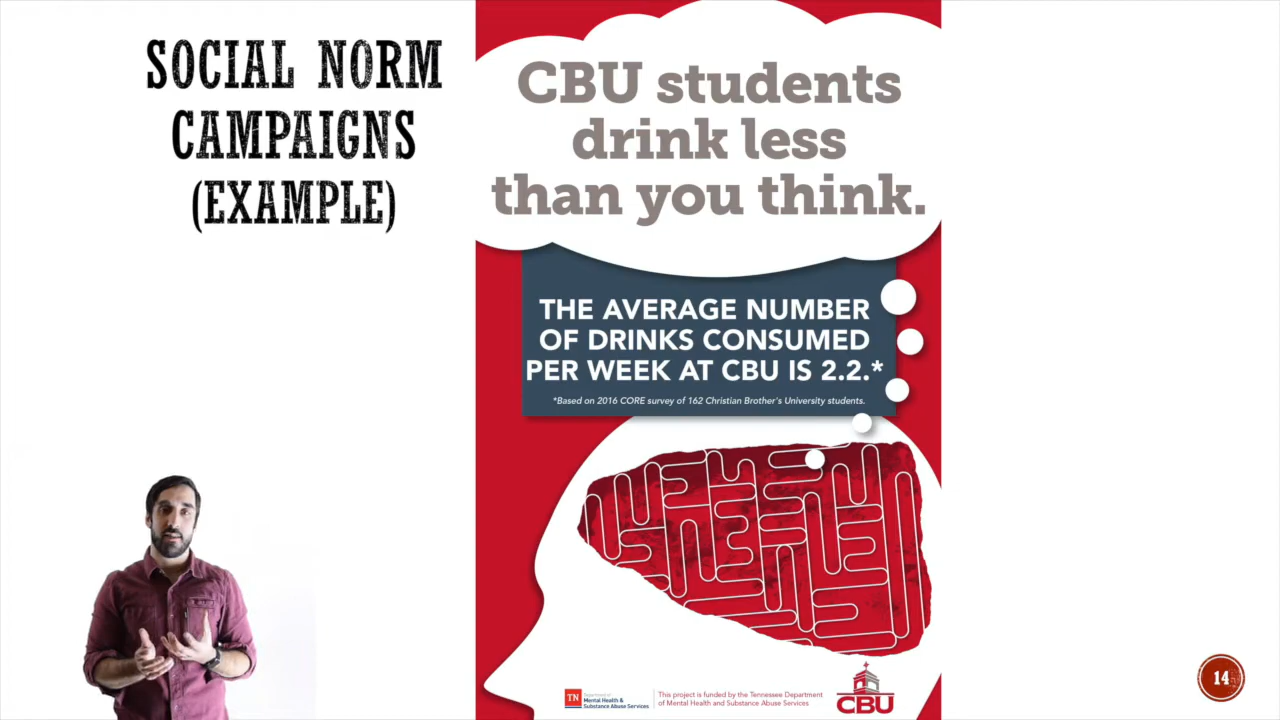 SOCIAL NORM
CAMPAIGNS
(EXAMPLE)
CBU students
drink less
than you think.
THE AVERAGE NUMBER
OF DRINKS CONSUMED
PER WEEK AT CBU IS 2.2.*
*Based on 2016 CORE survey of 162 Christian Brother's University students.
TN
Department of
Mental Health &
Substance Abuse Services
This project is funded by the Tennessee Department
of Mental Health and Substance Abuse Services
CBU
14